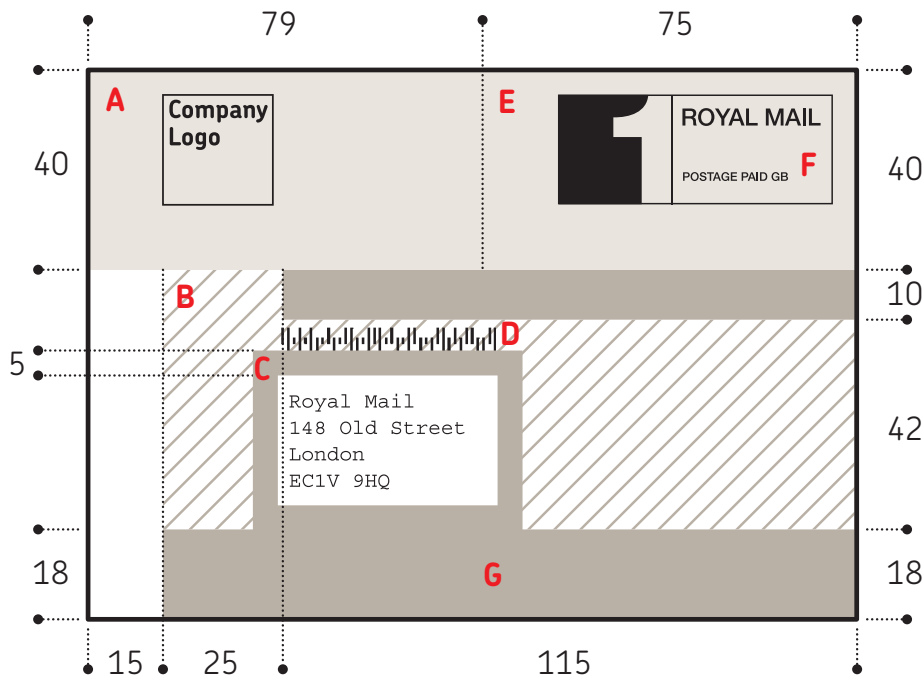 79
75
A
Company
Logo
E
1
ROYAL MAIL
POSTAGE PAID GB
F
40
40
B
10
D
5
C
Royal Mail
148 Old Street
London
EC1V 9HQ
42
18
G
18
15
25
115